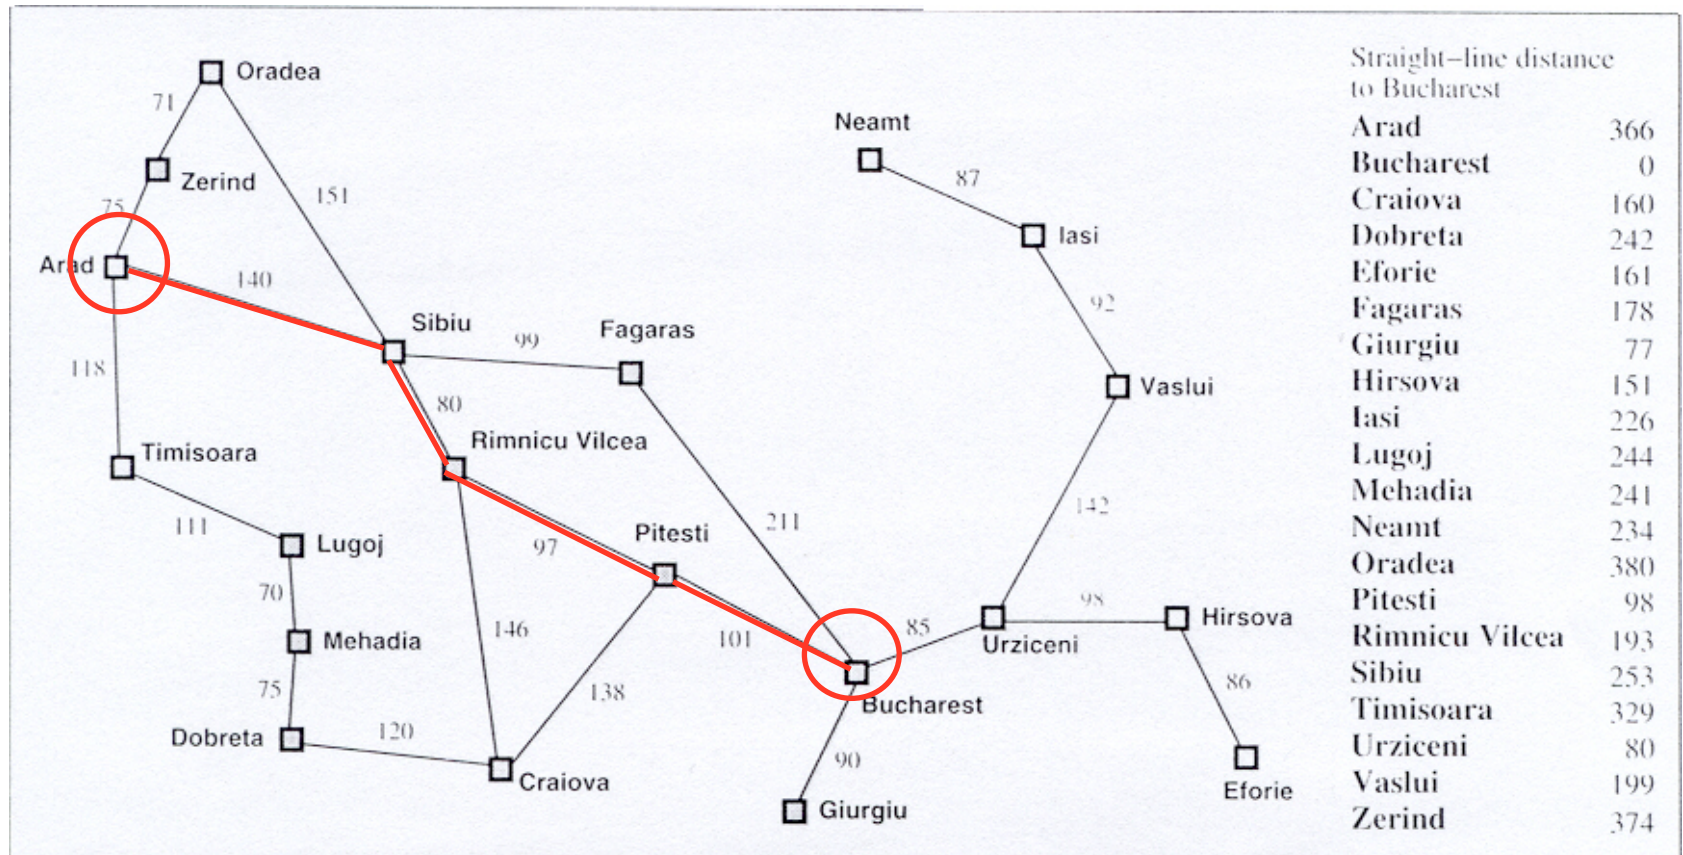 Oradea
71
Neamt
Zerind
87
151
75
Iasi
Arad
140
92
Sibiu
Fagaras
99
118
Vaslui
80
Rimnicu Vilcea
Timisoara
142
211
111
Pitesti
Lugoj
97
70
98
Hirsova
146
101
85
Mehadia
Urziceni
86
75
138
Bucharest
Dobreta
120
90
Craiova
Eforie
Giurgiu
Straight-line distance
to Bucharest
Arad 366
Bucharest 0
Craiova 160
Dobreta 242
Eforie 161
Fagaras 178
Giurgiu 77
Hirsova 151
Iasi 226
Lugoj 244
Mehadia 241
Neamt 234
Oradea 380
Pitesti 98
Rimnicu Vilcea 193
Sibiu 253
Timisoara 329
Urziceni 80
Vaslui 199
Zerind 374